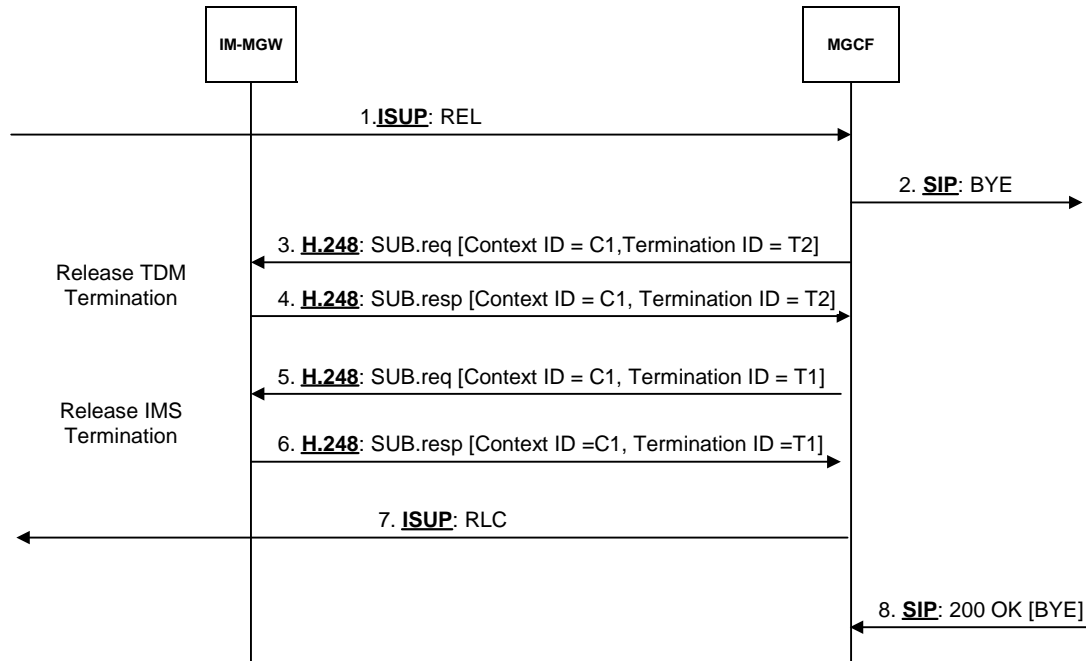 IM-MGW
MGCF
1.ISUP: REL
2. SIP: BYE
3. H.248: SUB.req [Context ID = C1,Termination ID = T2]
Release TDM
Termination
4. H.248: SUB.resp [Context ID = C1, Termination ID = T2]
5. H.248: SUB.req [Context ID = C1, Termination ID = T1]
Release IMS
Termination
6. H.248: SUB.resp [Context ID =C1, Termination ID =T1]
7. ISUP: RLC
8. SIP: 200 OK [BYE]